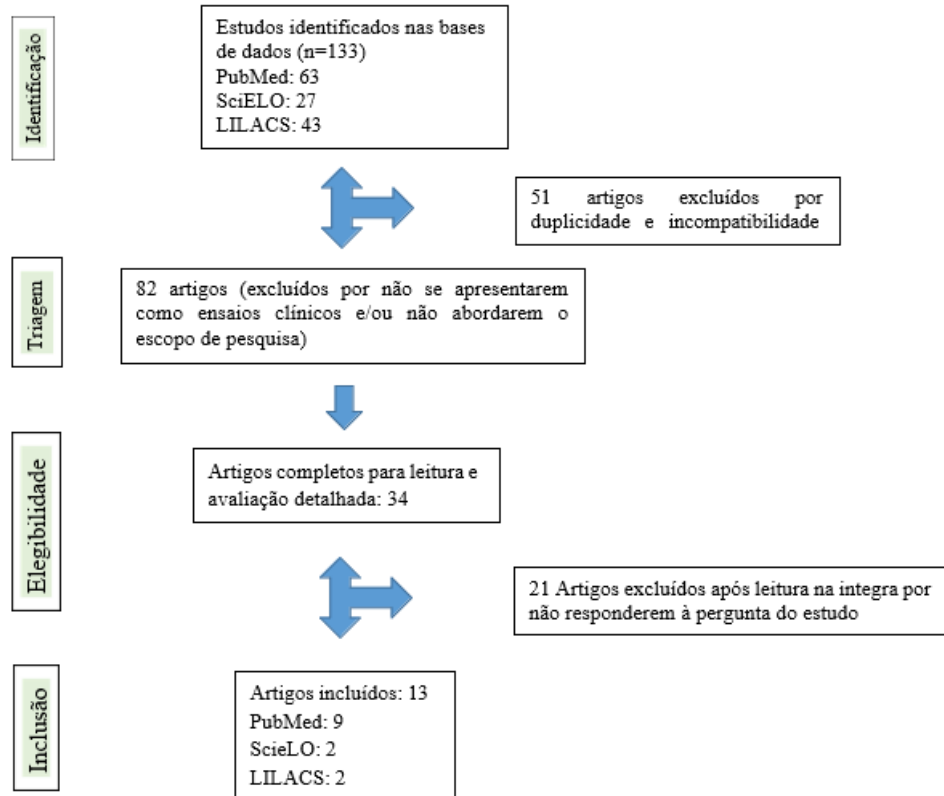 Identificação
Estudos identificados nas bases
de dados (n=133)
PubMed: 63
SciELO: 27
LILACS: 43
51 artigos excluídos por
duplicidade e incompatibilidade
Triagem
82 artigos (excluídos por não se apresentarem
como ensaios clínicos e/ou não abordarem o
escopo de pesquisa)
Elegibilidade
Artigos completos para leitura e
avaliação detalhada: 34
21 Artigos excluídos após leitura na integra por
não responderem à pergunta do estudo
Inclusão
Artigos incluídos: 13
PubMed: 9
ScieLO: 2
LILACS: 2